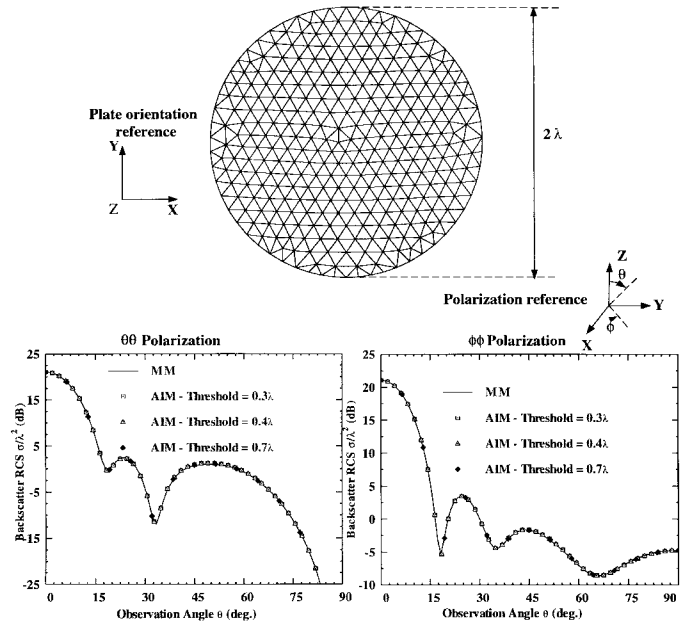 Plate orientation
reference
Y
Z
X
2 λ
Polarization reference
Z
θ
Y
ϕ
X
θθ Polarization
25
15
5
-5
-15
-25
Backscatter RCS σ/λ² (dB)
MM
AIM - Threshold = 0.3λ
AIM - Threshold = 0.4λ
AIM - Threshold = 0.7λ
0 15 30 45 60 75 90
Observation Angle θ (deg.)
ϕϕ Polarization
25
20
15
10
5
0
-5
-10
Backscatter RCS σ/λ² (dB)
MM
AIM - Threshold = 0.3λ
AIM - Threshold = 0.4λ
AIM - Threshold = 0.7λ
0 15 30 45 60 75 90
Observation Angle θ (deg.)